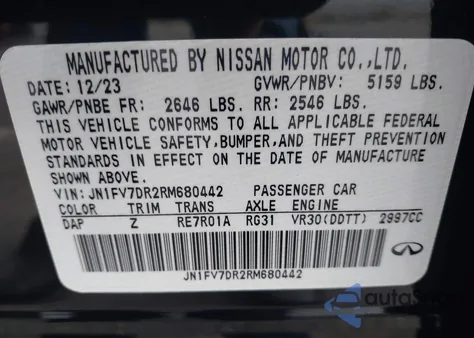 MANUFACTURED BY NISSAN MOTOR CO.,LTD.
DATE: 12/23 GVWR/PNBV: 5159 LBS.
GAWR/PNBE FR: 2646 LBS. RR: 2546 LBS.
THIS VEHICLE CONFORMS TO ALL APPLICABLE FEDERAL
MOTOR VEHICLE SAFETY,BUMPER,AND THEFT PREVENTION
STANDARDS IN EFFECT ON THE DATE OF MANUFACTURE
SHOWN ABOVE.
VIN: JN1FV7DR2RM680442 PASSENGER CAR
COLOR TRIM TRANS AXLE ENGINE
DAP Z RE7R01A RG31 VR30(DDTT) 2997CC
JN1FV7DR2RM680442